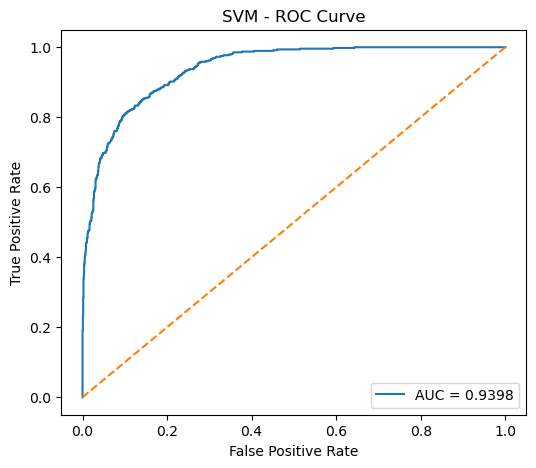 SVM - ROC Curve
True Positive Rate
1.0
0.8
0.6
0.4
0.2
0.0
AUC = 0.9398
0.0 0.2 0.4 0.6 0.8 1.0
False Positive Rate